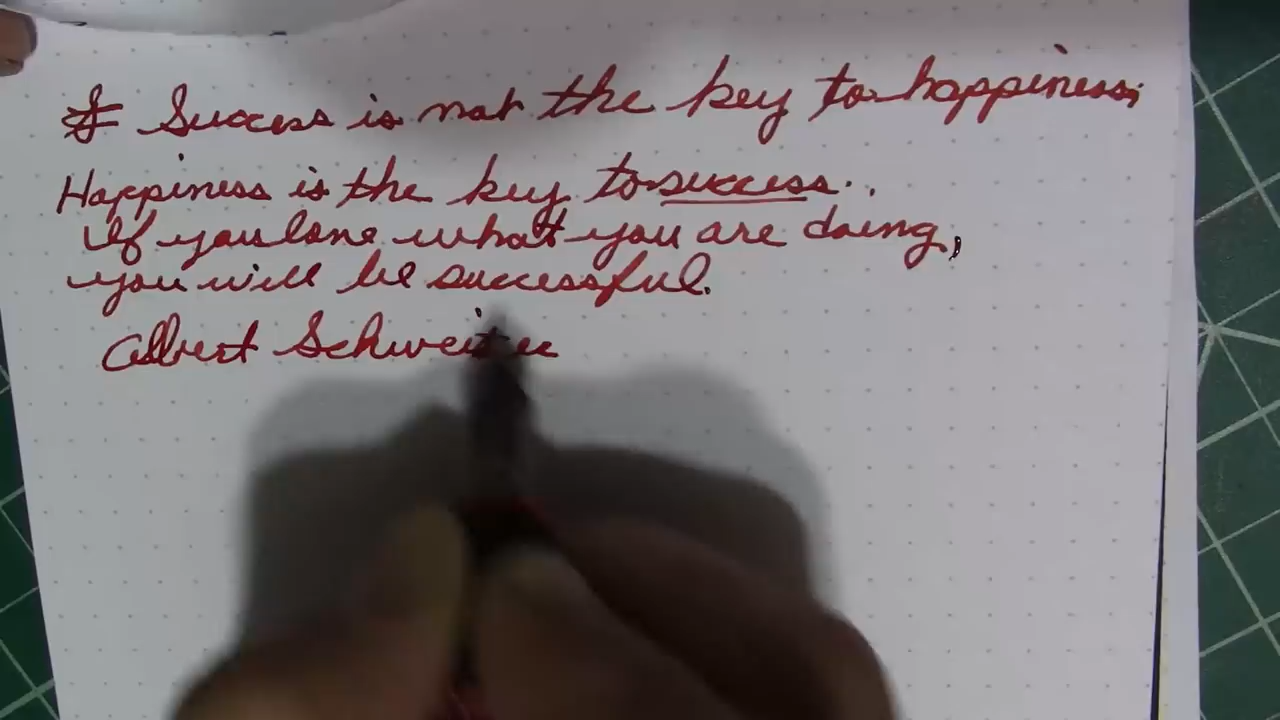 Success is not the key to happiness;
Happiness is the key to success..
If you love what you are doing,
you will be successful.
Albert